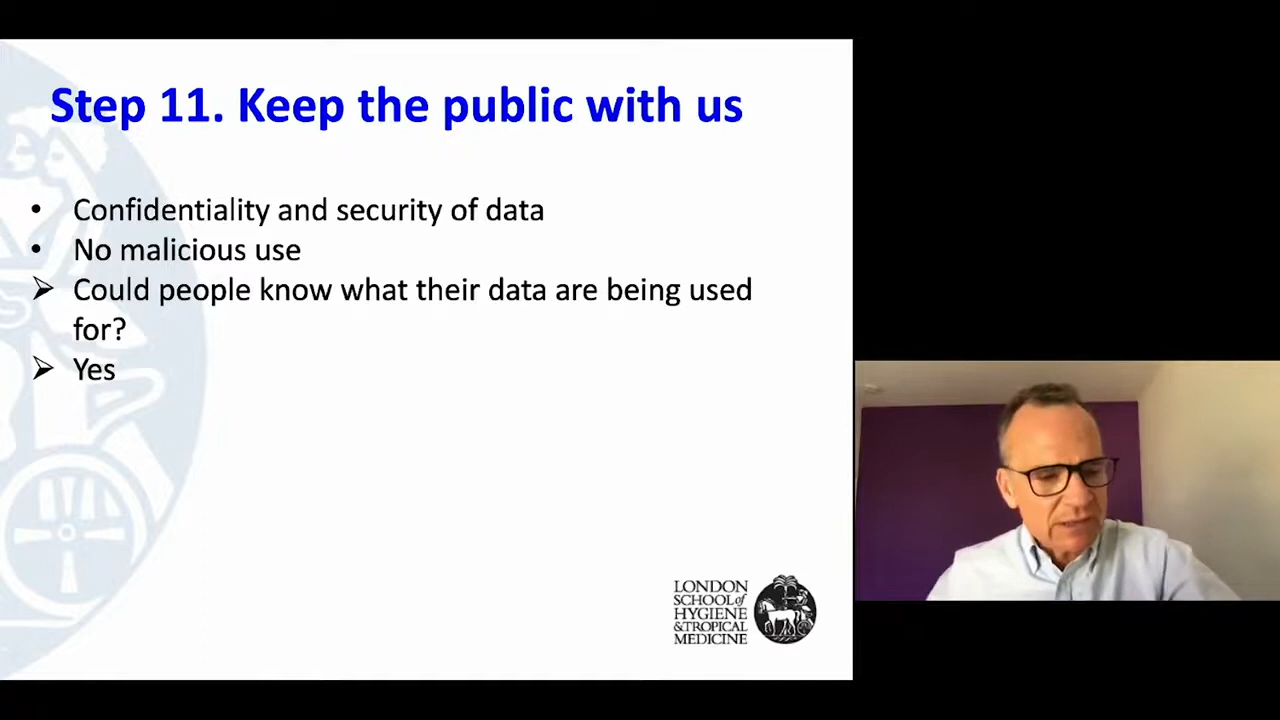 Step 11. Keep the public with us
• Confidentiality and security of data
• No malicious use
➢ Could people know what their data are being used
for?
➢ Yes
LONDON
SCHOOL of
HYGIENE
& TROPICAL
MEDICINE